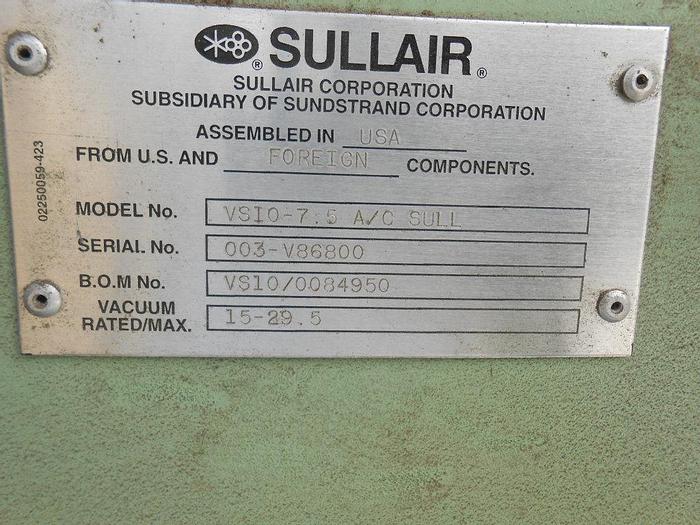 SULLAIR®
SULLAIR CORPORATION
SUBSIDIARY OF SUNDSTRAND CORPORATION
ASSEMBLED IN USA
FROM U.S. AND FOREIGN COMPONENTS.
MODEL No. VS10-7.5 A/C SULL
SERIAL No. 003-V86800
B.O.M No. VS10/0084950
VACUUM
RATED/MAX. 15-29.5
02250059-423